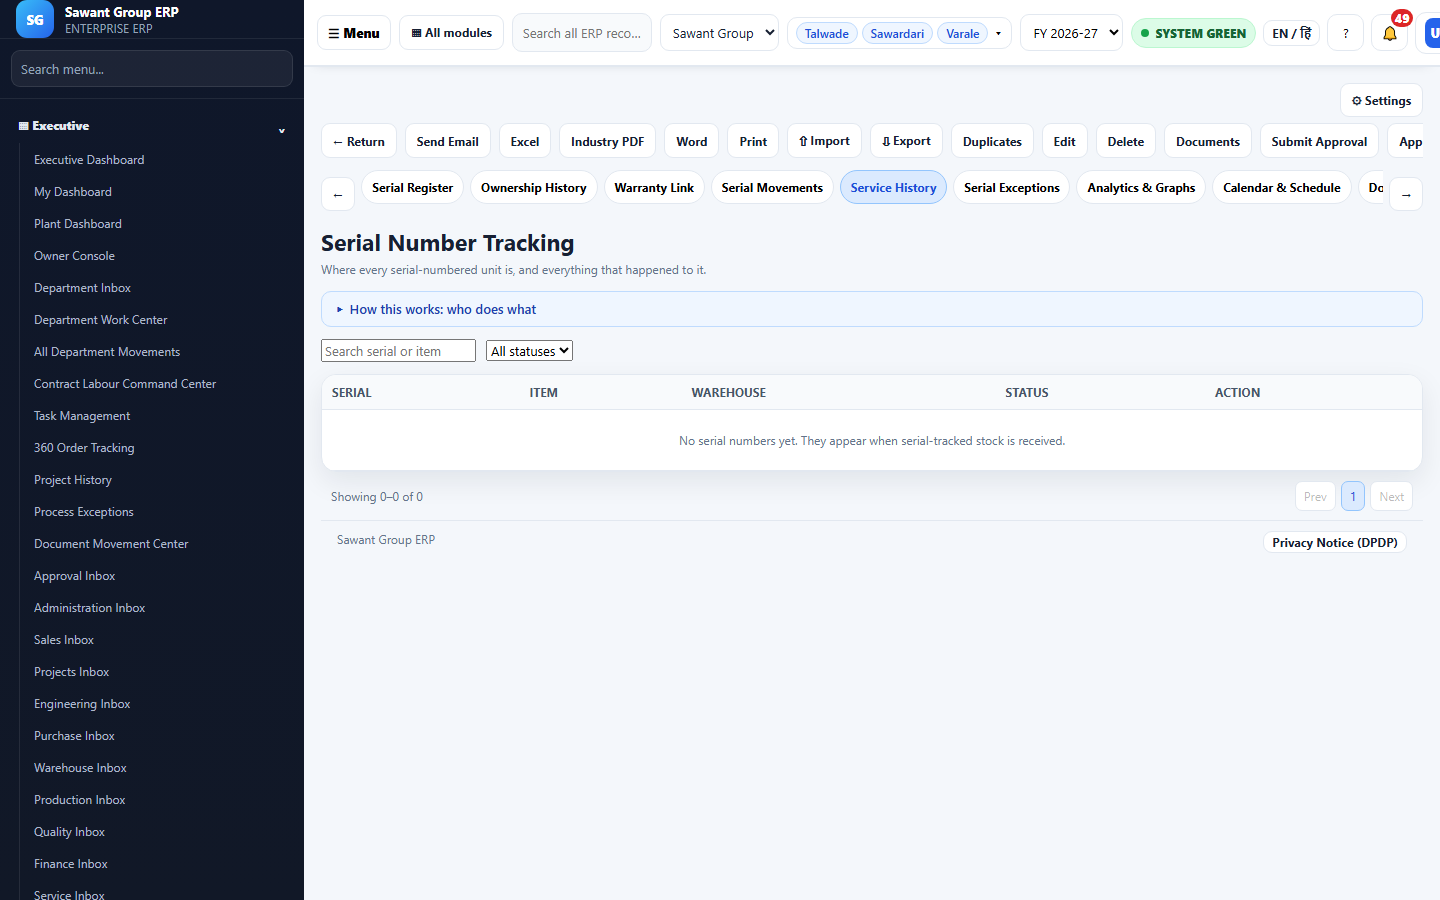 SG
Sawant Group ERP
ENTERPRISE ERP
Search menu...
Executive
Executive Dashboard
My Dashboard
Plant Dashboard
Owner Console
Department Inbox
Department Work Center
All Department Movements
Contract Labour Command Center
Task Management
360 Order Tracking
Project History
Process Exceptions
Document Movement Center
Approval Inbox
Administration Inbox
Sales Inbox
Projects Inbox
Engineering Inbox
Purchase Inbox
Warehouse Inbox
Production Inbox
Quality Inbox
Finance Inbox
Service Inbox
☰ Menu
All modules
Search all ERP reco...
Sawant Group
Talwade
Sawardari
Varale
FY 2026-27
SYSTEM GREEN
EN / हिं
?
49
U
⚙ Settings
← Return
Send Email
Excel
Industry PDF
Word
Print
⇧ Import
⇩ Export
Duplicates
Edit
Delete
Documents
Submit Approval
App
←
Serial Register
Ownership History
Warranty Link
Serial Movements
Service History
Serial Exceptions
Analytics & Graphs
Calendar & Schedule
Do
→
Serial Number Tracking
Where every serial-numbered unit is, and everything that happened to it.
▸ How this works: who does what
Search serial or item
All statuses
SERIAL ITEM WAREHOUSE STATUS ACTION
No serial numbers yet. They appear when serial-tracked stock is received.
Showing 0–0 of 0
Prev
1
Next
Sawant Group ERP
Privacy Notice (DPDP)